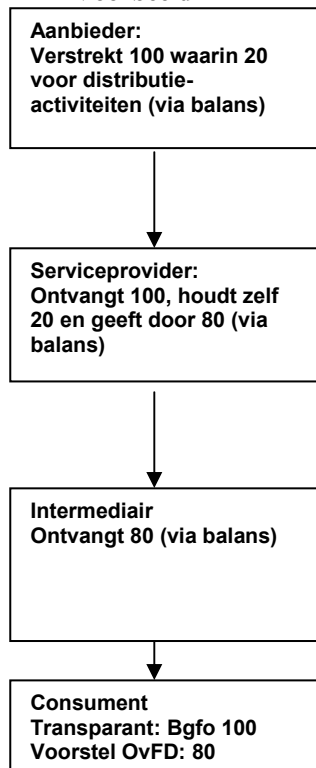 Aanbieder:
Verstrekt 100 waarin 20
voor distributie-
activiteiten (via balans)
Serviceprovider:
Ontvangt 100, houdt zelf
20 en geeft door 80 (via
balans)
Intermediair
Ontvangt 80 (via balans)
Consument
Transparant: Bgfo 100
Voorstel OvFD: 80